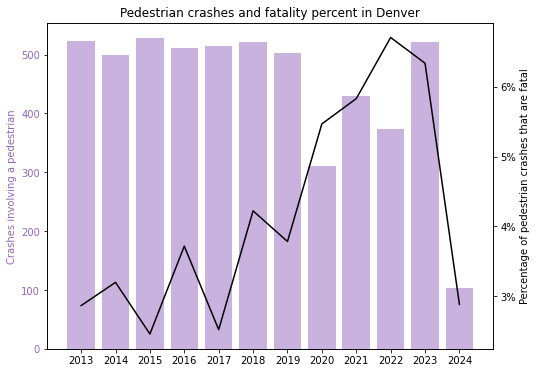 Pedestrian crashes and fatality percent in Denver
Crashes involving a pedestrian
500
400
300
200
100
0
6%
5%
4%
3%
Percentage of pedestrian crashes that are fatal
2013 2014 2015 2016 2017 2018 2019 2020 2021 2022 2023 2024